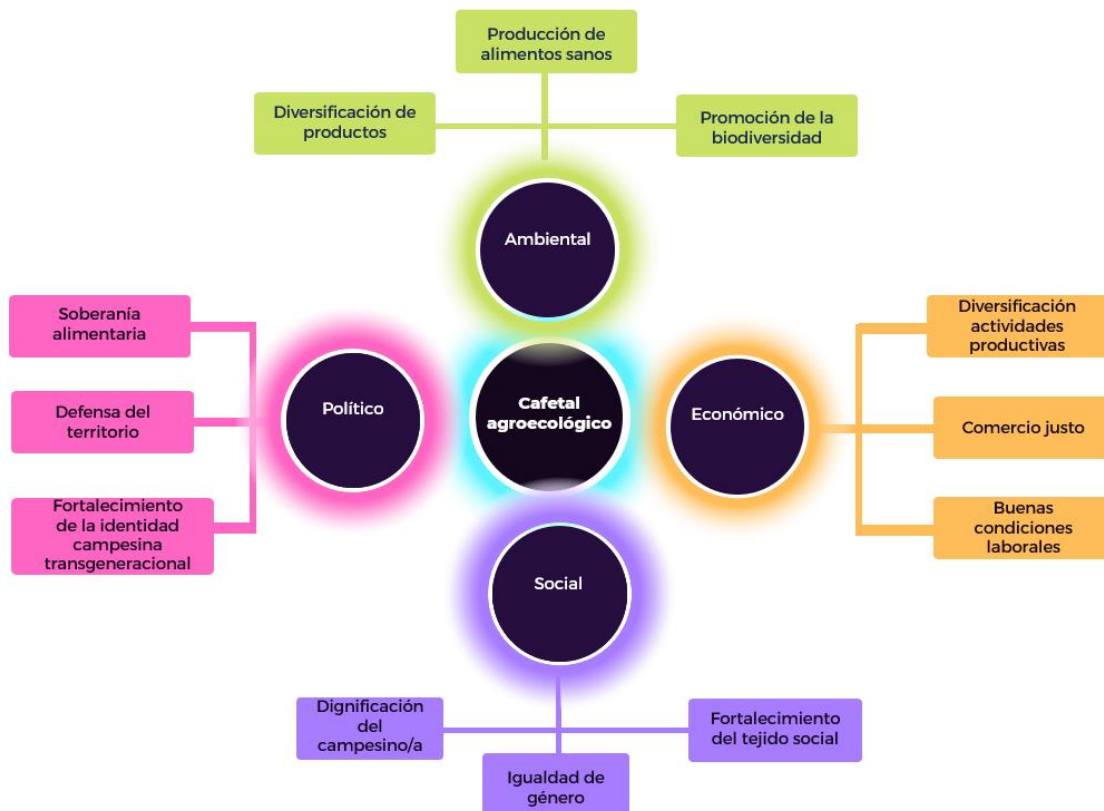 Producción de
alimentos sanos
Diversificación de
productos
Promoción de la
biodiversidad
Ambiental
Soberanía
alimentaria
Defensa del
territorio
Fortalecimiento
de la identidad
campesina
transgeneracional
Político
Cafetal
agroecológico
Económico
Diversificación
actividades
productivas
Comercio justo
Buenas
condiciones
laborales
Social
Dignificación
del
campesino/a
Igualdad de
género
Fortalecimiento
del tejido social